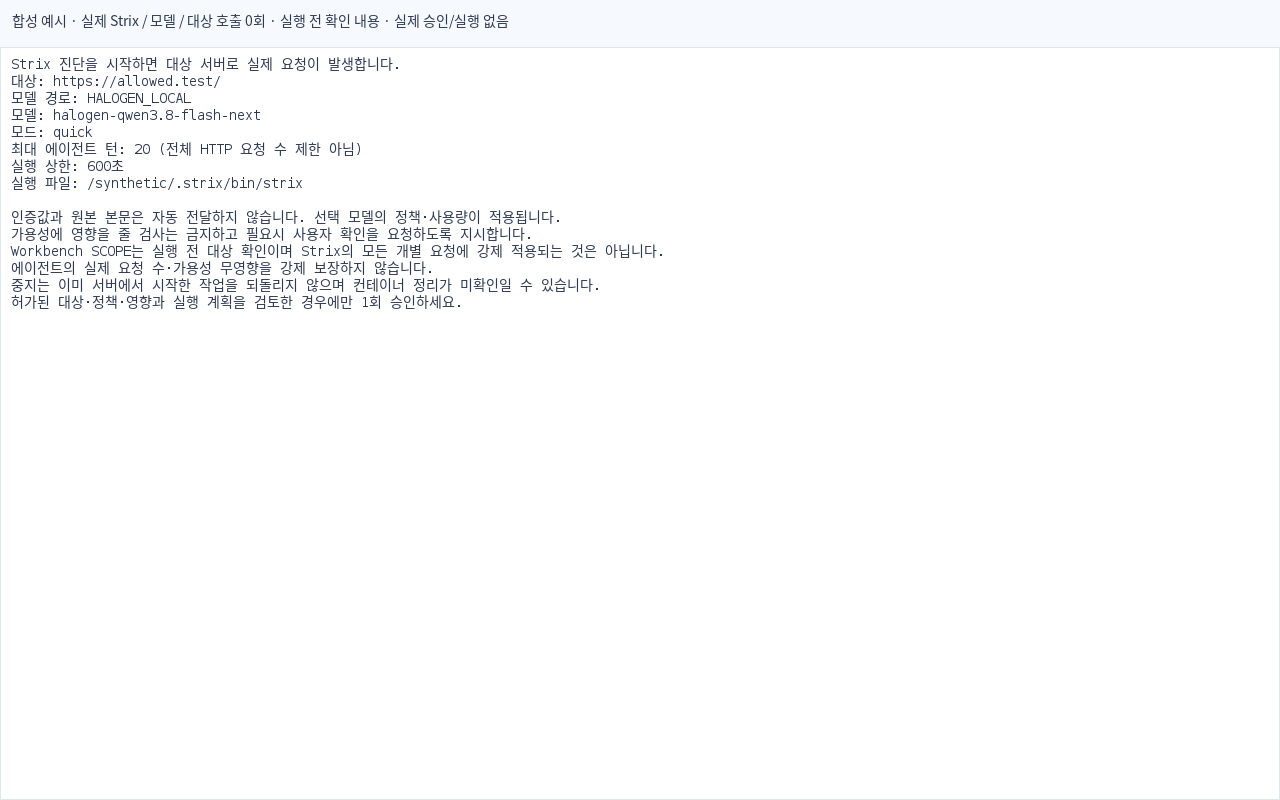 합성 예시 · 실제 Strix / 모델 / 대상 호출 0회 · 실행 전 확인 내용 · 실제 승인/실행 없음
Strix 진단을 시작하면 대상 서버로 실제 요청이 발생합니다.
대상: https://allowed.test/
모델 경로: HALOGEN_LOCAL
모델: halogen-qwen3.8-flash-next
모드: quick
최대 에이전트 턴: 20 (전체 HTTP 요청 수 제한 아님)
실행 상한: 600초
실행 파일: /synthetic/.strix/bin/strix
인증값과 원본 본문은 자동 전달하지 않습니다. 선택 모델의 정책·사용량이 적용됩니다.
가용성에 영향을 줄 검사는 금지하고 필요시 사용자 확인을 요청하도록 지시합니다.
Workbench SCOPE는 실행 전 대상 확인이며 Strix의 모든 개별 요청에 강제 적용되는 것은 아닙니다.
에이전트의 실제 요청 수·가용성 무영향을 강제 보장하지 않습니다.
중지는 이미 서버에서 시작한 작업을 되돌리지 않으며 컨테이너 정리가 미확인일 수 있습니다.
허가된 대상·정책·영향과 실행 계획을 검토한 경우에만 1회 승인하세요.